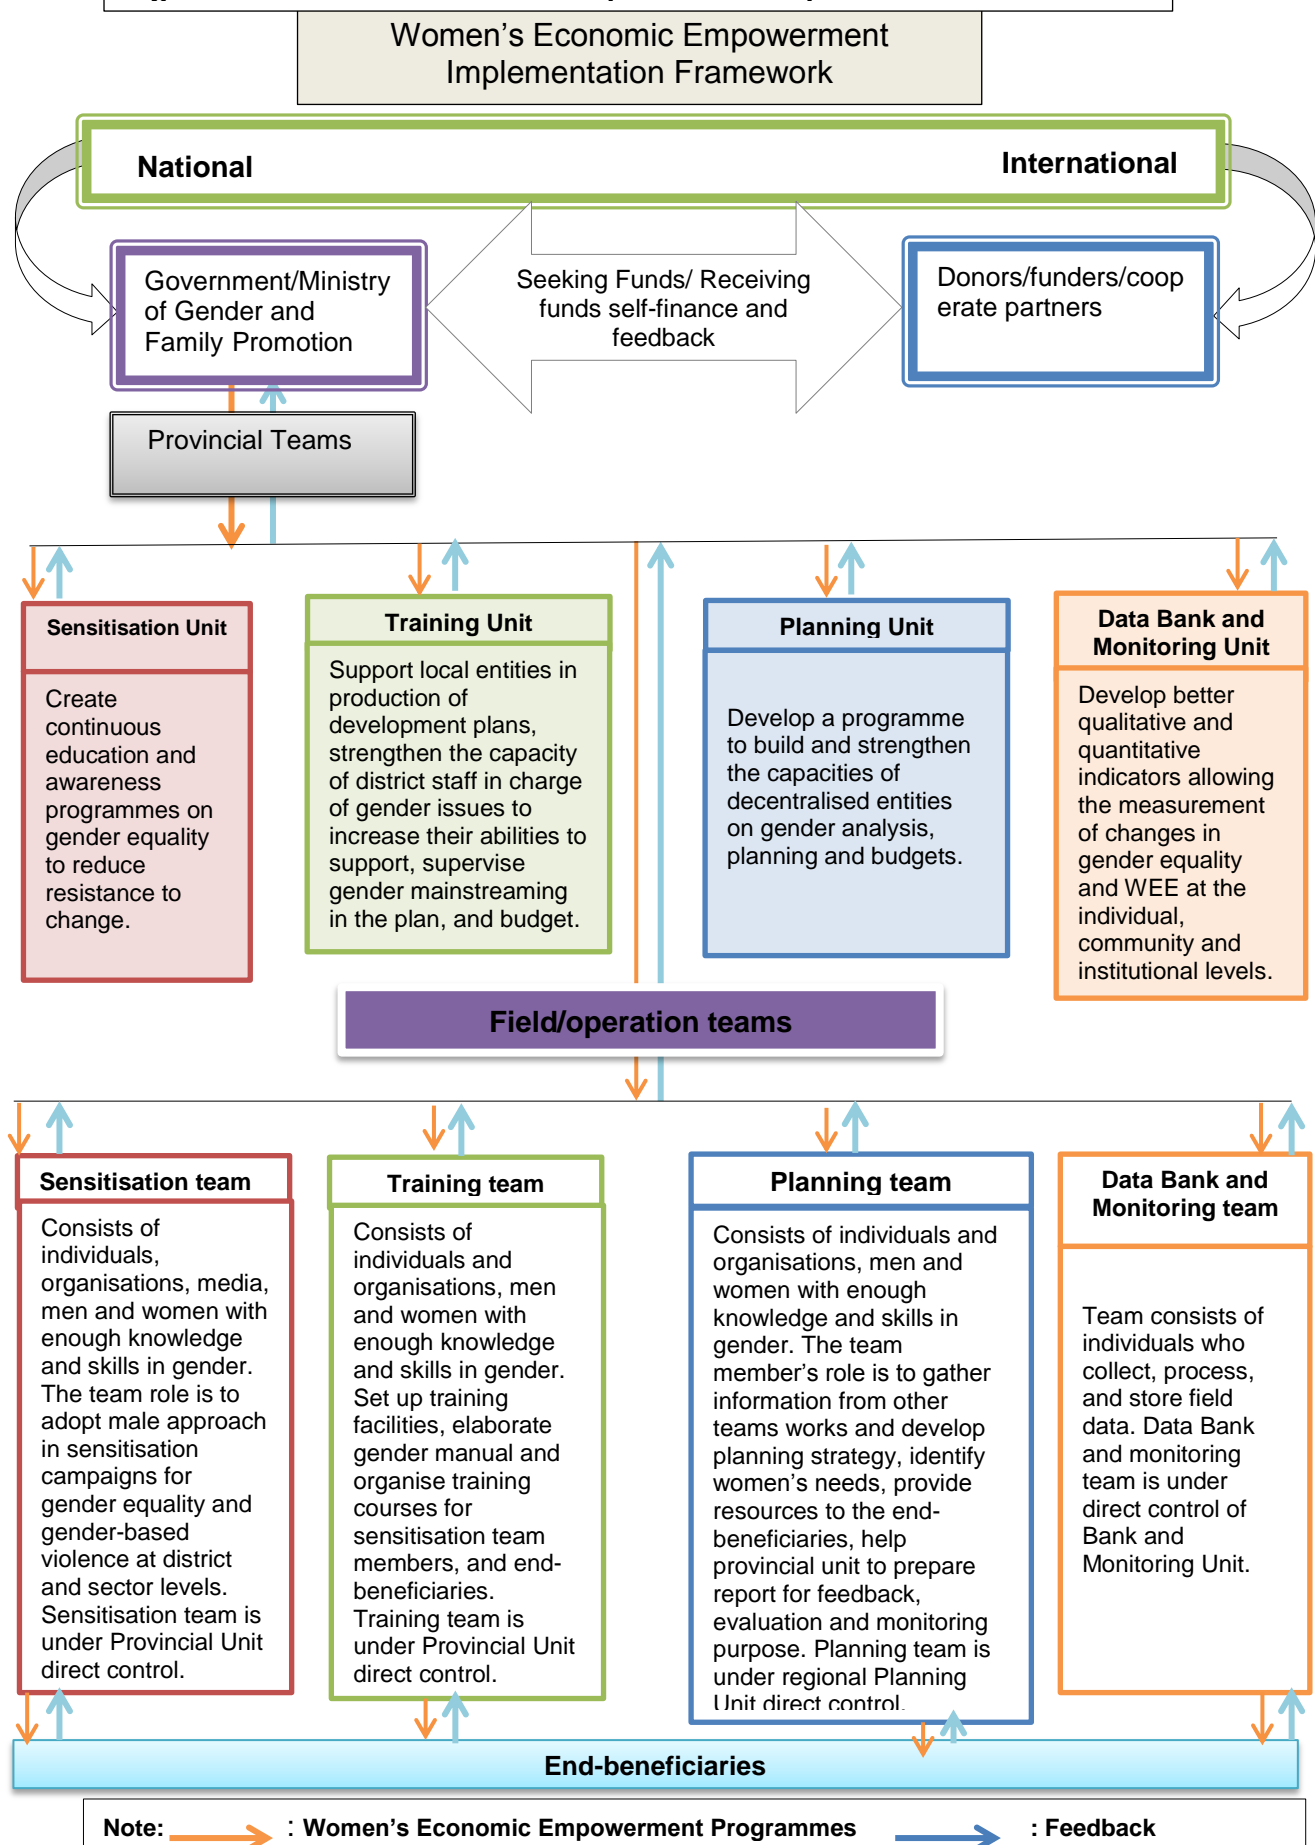 Women's Economic Empowerment
Implementation Framework
National
International
Government/Ministry
of Gender and
Family Promotion
Seeking Funds/ Receiving
funds self-finance and
feedback
Donors/funders/coop
erate partners
Provincial Teams
Sensitisation Unit
Create
continuous
education and
awareness
programmes on
gender equality
to reduce
resistance to
change.
Training Unit
Support local entities in
production of
development plans,
strengthen the capacity
of district staff in charge
of gender issues to
increase their abilities to
support, supervise
gender mainstreaming
in the plan, and budget.
Planning Unit
Develop a programme
to build and strengthen
the capacities of
decentralised entities
on gender analysis,
planning and budgets.
Data Bank and
Monitoring Unit
Develop better
qualitative and
quantitative
indicators allowing
the measurement
of changes in
gender equality
and WEE at the
individual,
community and
institutional levels.
Field/operation teams
Sensitisation team
Consists of
individuals,
organisations, media,
men and women with
enough knowledge
and skills in gender.
The team role is to
adopt male approach
in sensitisation
campaigns for
gender equality and
gender-based
violence at district
and sector levels.
Sensitisation team is
under Provincial Unit
direct control.
Training team
Consists of
individuals and
organisations, men
and women with
enough knowledge
and skills in gender.
Set up training
facilities, elaborate
gender manual and
organise training
courses for
sensitisation team
members, and end-
beneficiaries.
Training team is
under Provincial Unit
direct control.
Planning team
Consists of individuals and
organisations, men and
women with enough
knowledge and skills in
gender. The team
member's role is to gather
information from other
teams works and develop
planning strategy, identify
women's needs, provide
resources to the end-
beneficiaries, help
provincial unit to prepare
report for feedback,
evaluation and monitoring
purpose. Planning team is
under regional Planning
Unit direct control.
Data Bank and
Monitoring team
Team consists of
individuals who
collect, process,
and store field
data. Data Bank
and monitoring
team is under
direct control of
Bank and
Monitoring Unit.
End-beneficiaries
Note: : Women's Economic Empowerment Programmes : Feedback